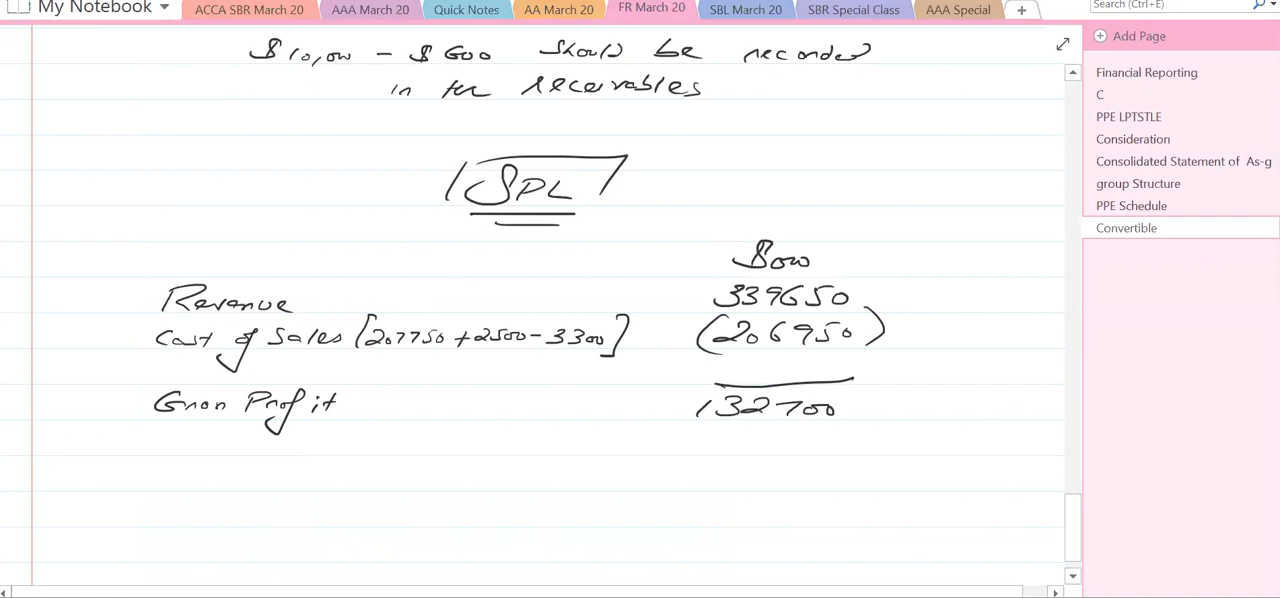 My Notebook
ACCA SBR March 20
AAA March 20
Quick Notes
AA March 20
FR March 20
SBL March 20
SBR Special Class
AAA Special
+
Search (Ctrl+E)
Add Page
Financial Reporting
C
PPE LPTSTLE
Consideration
Consolidated Statement of As-g
group Structure
PPE Schedule
Convertible
$10,000 - $600 should be recorded
in the receivables
SPL
$000
Revenue 339650
Cost of Sales [207750 + 2500 - 3300] (206950)
Gross Profit 132700